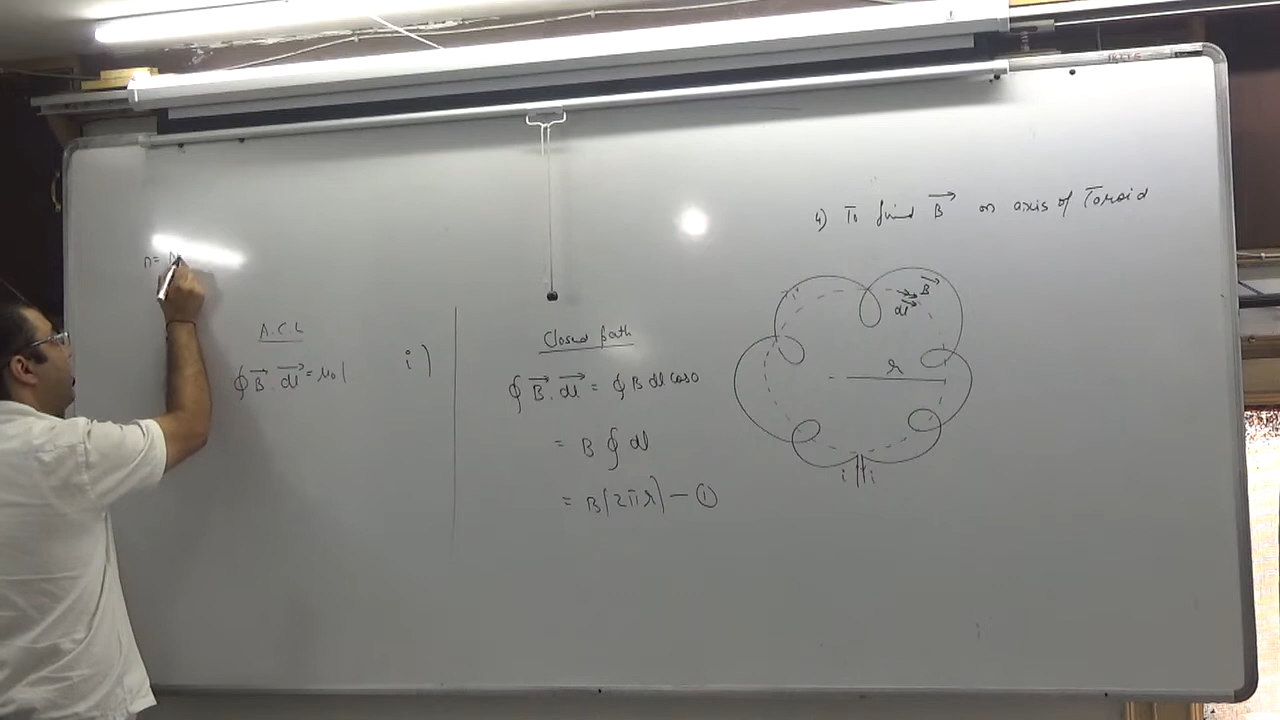 4) To find B⃗ on axis of Toroid
n =
A.C.L
∮ B⃗ . dl⃗ = μ₀ (
i )
Closed path
∮ B⃗ . dl⃗ = ∮ B dl cos0
= B ∮ dl
= B(2πr) — ①
B⃗
dl⃗
r
i i